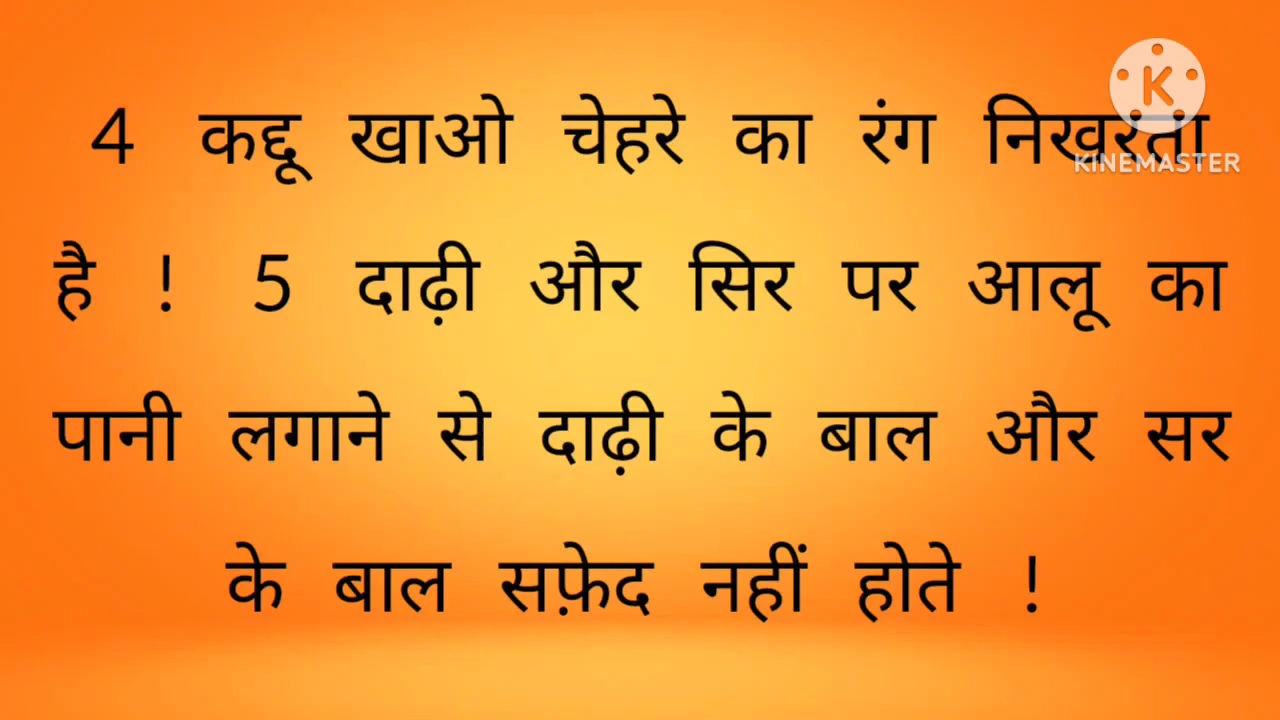 4 कद्दू खाओ चेहरे का रंग निखरता
है ! 5 दाढ़ी और सिर पर आलू का
पानी लगाने से दाढ़ी के बाल और सर
के बाल सफ़ेद नहीं होते !
K
KINEMASTER